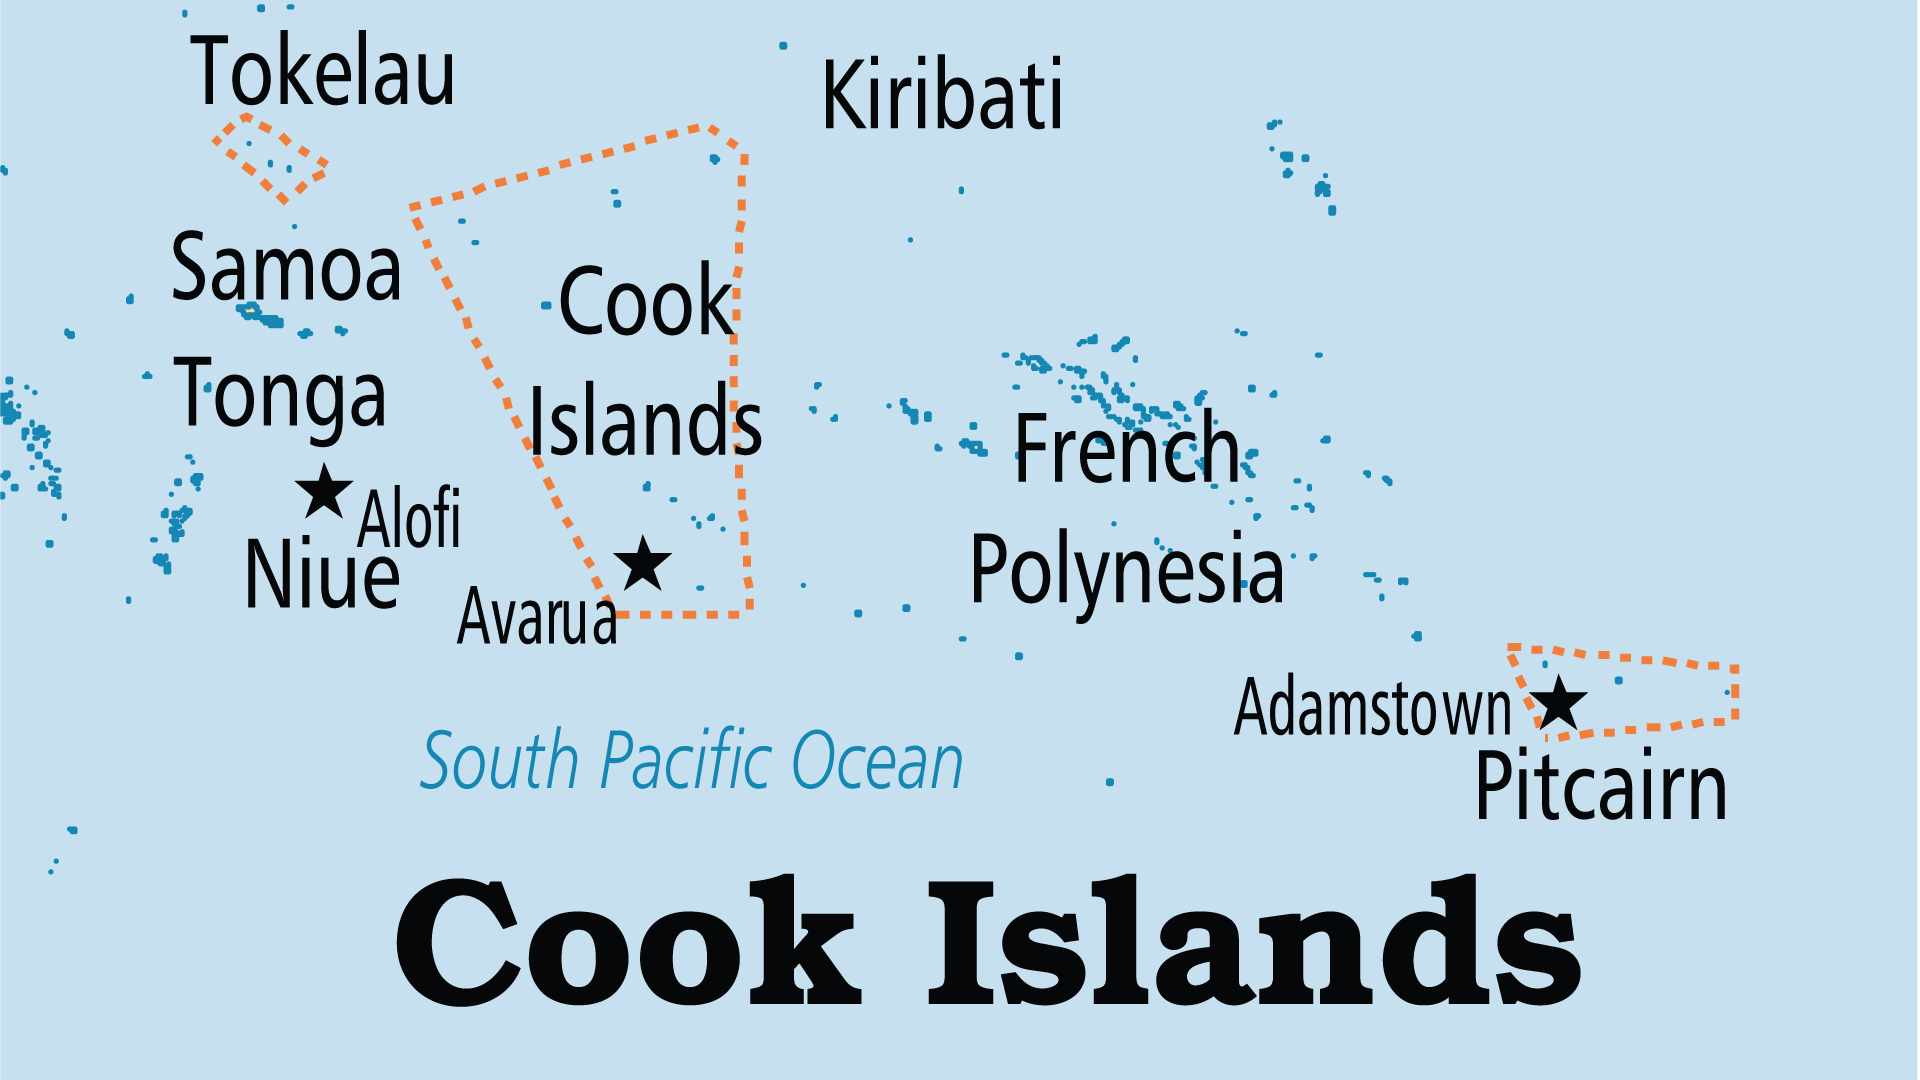 Tokelau
Kiribati
Samoa
Cook
Islands
Tonga
French
Polynesia
Alofi
Niue
Avarua
Adamstown
Pitcairn
South Pacific Ocean
Cook Islands